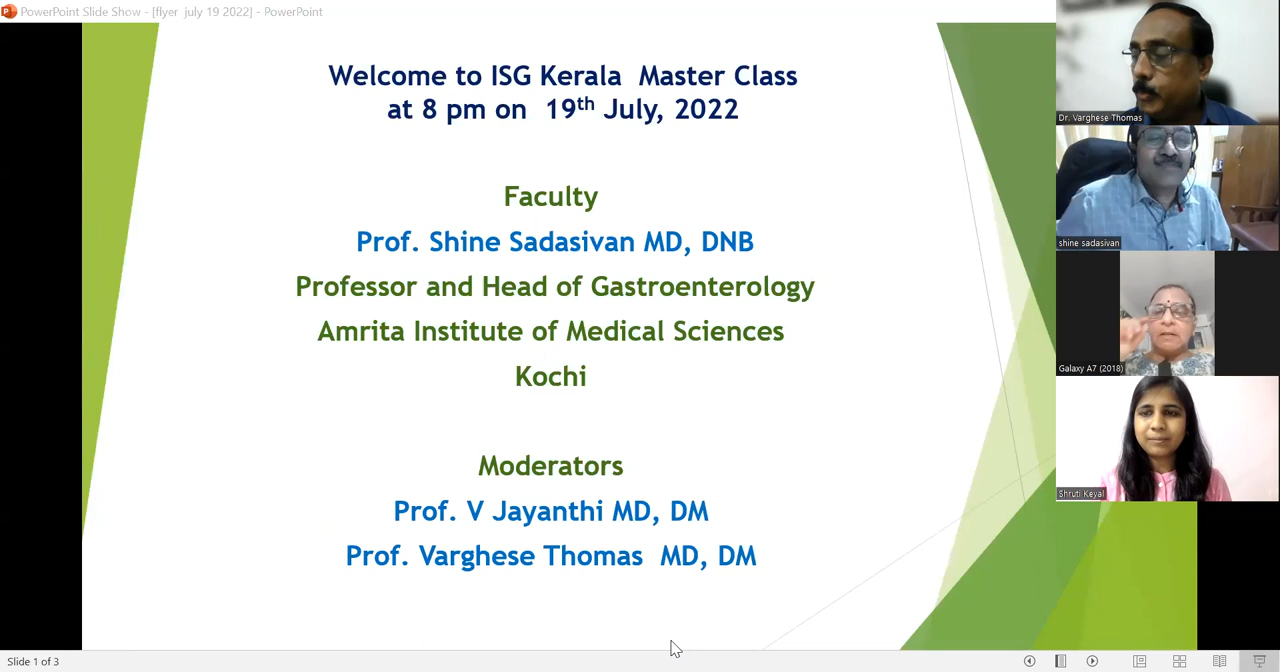 PowerPoint Slide Show - [flyer july 19 2022] - PowerPoint
Welcome to ISG Kerala Master Class
at 8 pm on 19th July, 2022
Faculty
Prof. Shine Sadasivan MD, DNB
Professor and Head of Gastroenterology
Amrita Institute of Medical Sciences
Kochi
Moderators
Prof. V Jayanthi MD, DM
Prof. Varghese Thomas MD, DM
Dr. Varghese Thomas
shine sadasivan
Galaxy A7 (2018)
Shruti Keyal
Slide 1 of 3